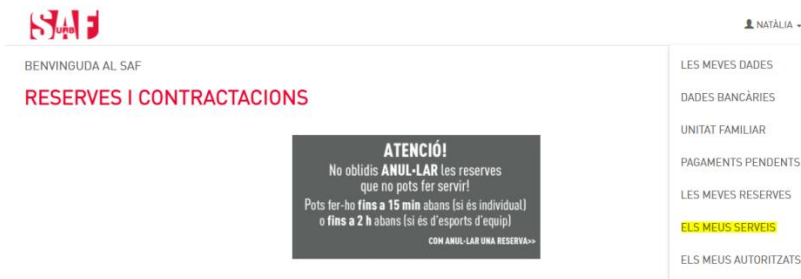 SAF
UAB
NATÀLIA
BENVINGUDA AL SAF
RESERVES I CONTRACTACIONS
ATENCIÓ!
No oblidis ANUL·LAR les reserves
que no pots fer servir!
Pots fer-ho fins a 15 min abans (si és individual)
o fins a 2 h abans (si és d'esports d'equip)
COM ANUL·LAR UNA RESERVA>>
LES MEVES DADES
DADES BANCÀRIES
UNITAT FAMILIAR
PAGAMENTS PENDENTS
LES MEVES RESERVES
ELS MEUS SERVEIS
ELS MEUS AUTORITZATS